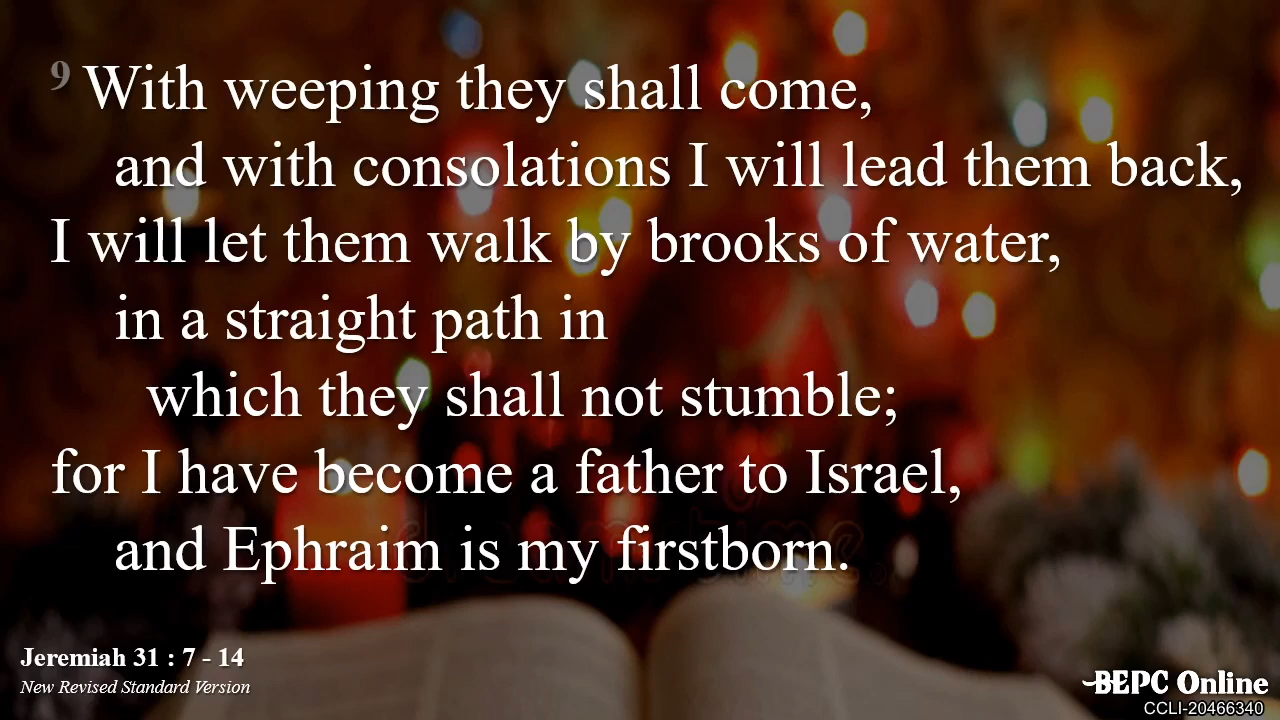 9 With weeping they shall come,
and with consolations I will lead them back,
I will let them walk by brooks of water,
in a straight path in
which they shall not stumble;
for I have become a father to Israel,
and Ephraim is my firstborn.
dreamstime.
Jeremiah 31 : 7 - 14
New Revised Standard Version
BEPC Online
CCLI-20466340